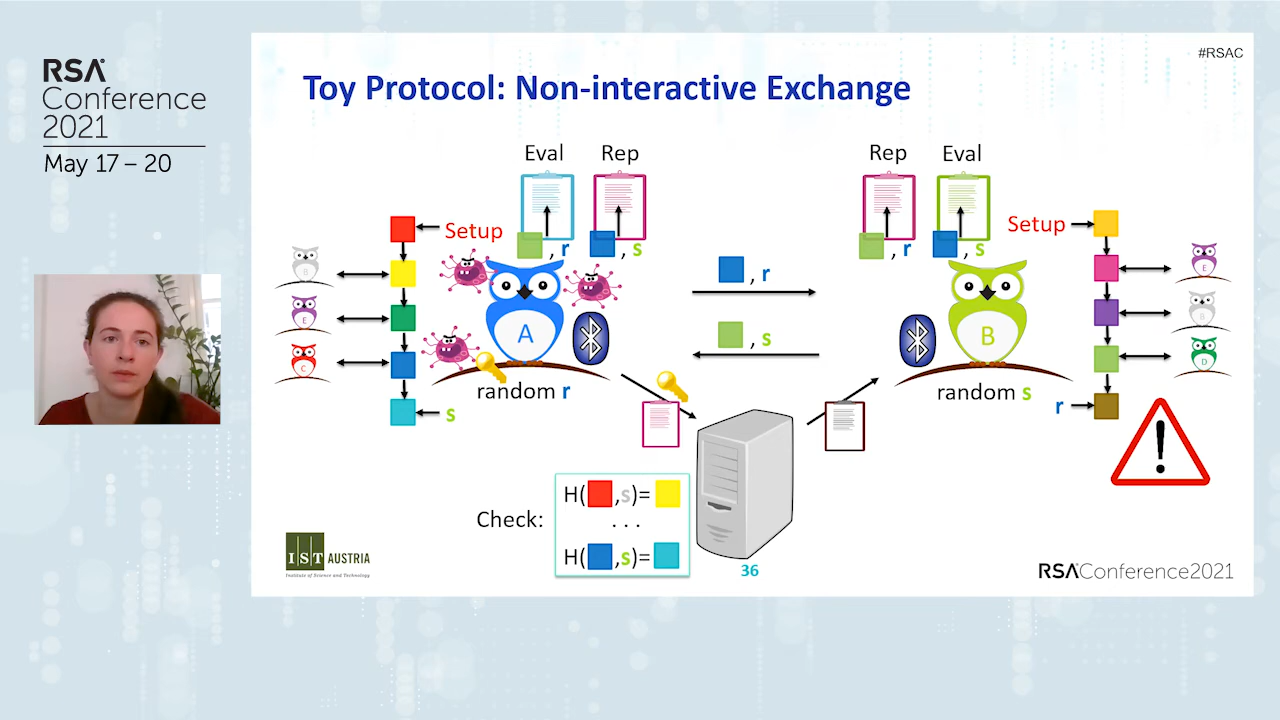 #RSAC
RSA
Conference
2021
May 17 – 20
Toy Protocol: Non-interactive Exchange
Eval Rep
Rep Eval
, r , s
, r , s
Setup
Setup
B
E
C
A
B
E
B
D
, r
, s
random r
random s
s
r
Check:
H( ,s)=
. . .
H( ,s)=
36
IST AUSTRIA
Institute of Science and Technology
RSAConference2021